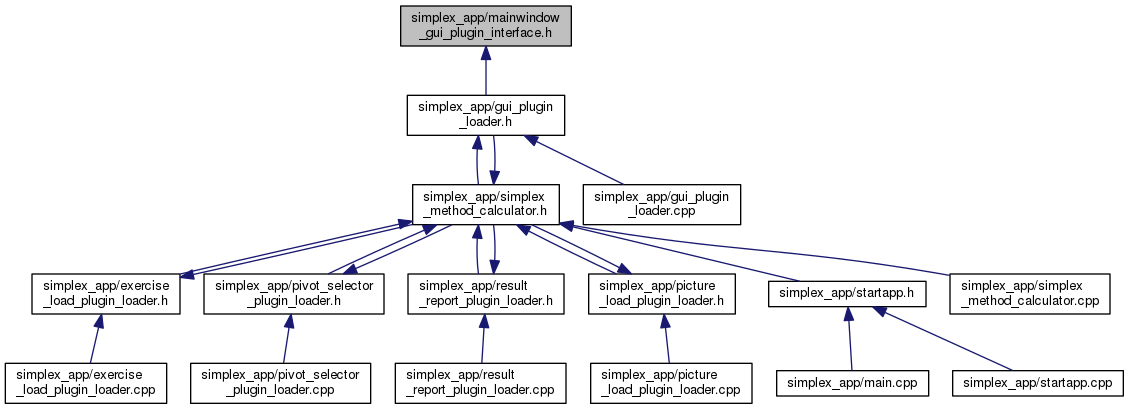 simplex_app/mainwindow
_gui_plugin_interface.h
simplex_app/gui_plugin
_loader.h
simplex_app/simplex
_method_calculator.h
simplex_app/gui_plugin
_loader.cpp
simplex_app/exercise
_load_plugin_loader.h
simplex_app/pivot_selector
_plugin_loader.h
simplex_app/result
_report_plugin_loader.h
simplex_app/picture
_load_plugin_loader.h
simplex_app/startapp.h
simplex_app/simplex
_method_calculator.cpp
simplex_app/exercise
_load_plugin_loader.cpp
simplex_app/pivot_selector
_plugin_loader.cpp
simplex_app/result
_report_plugin_loader.cpp
simplex_app/picture
_load_plugin_loader.cpp
simplex_app/main.cpp
simplex_app/startapp.cpp